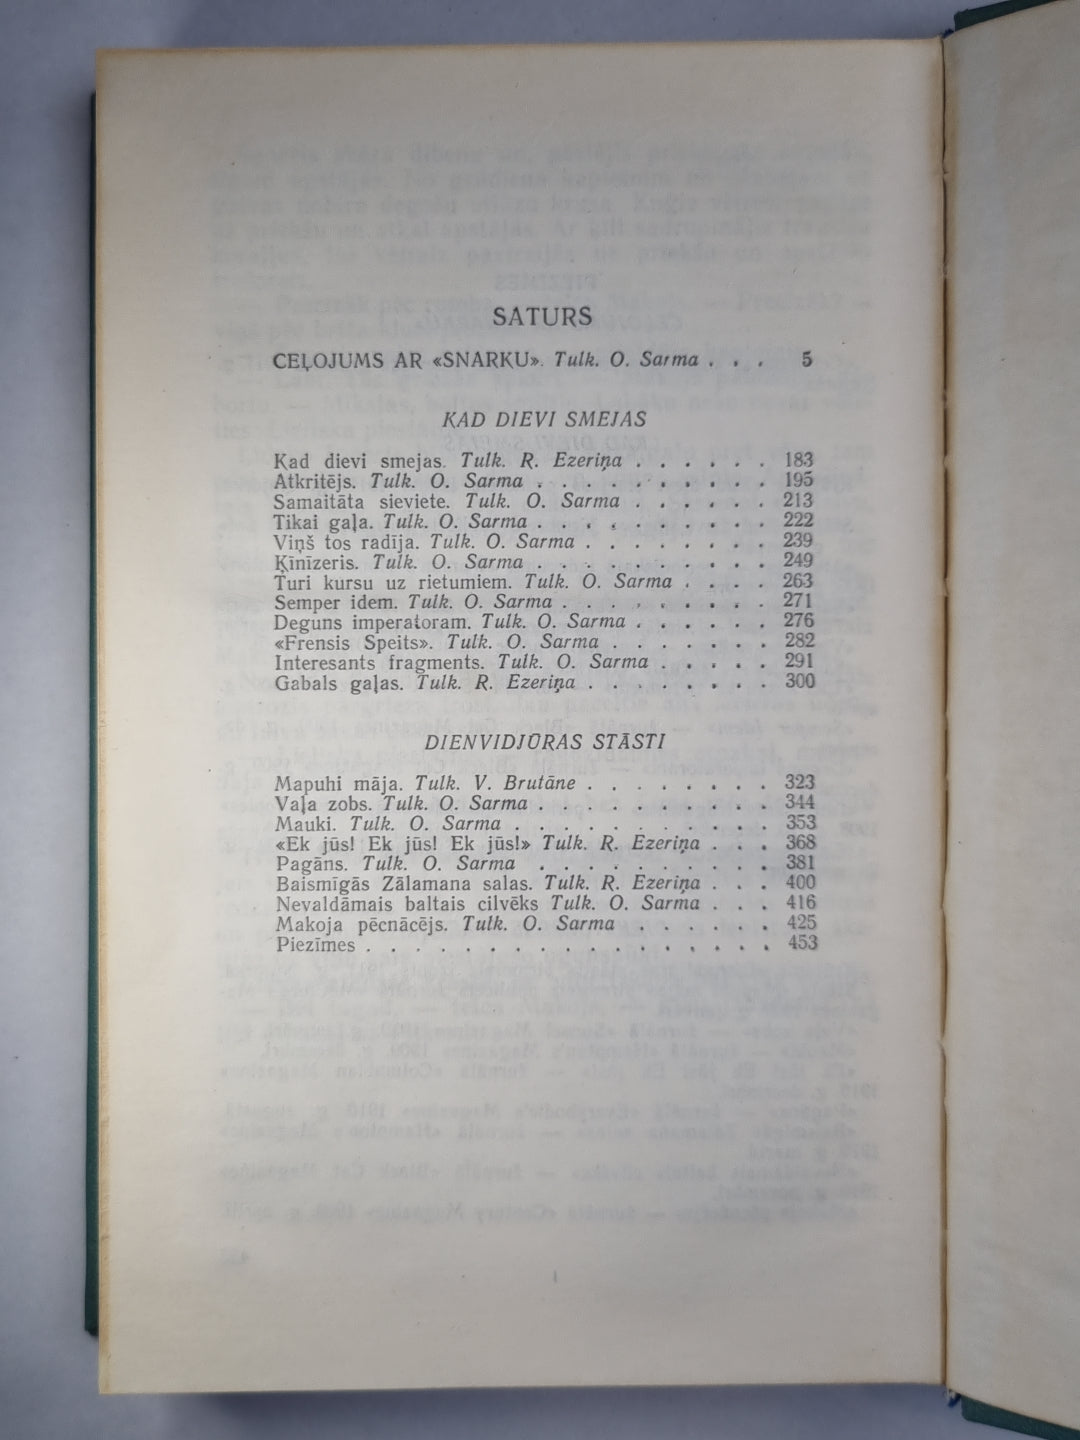 SATURS
CEĻOJUMS AR «SNARKU». Tulk. O. Sarma . . . 5
KAD DIEVI SMEJAS
Kad dievi smejas. Tulk. R. Ezeriņa . . . . . . 183
Atkritējs. Tulk. O. Sarma . . . . . . . . . . 195
Samaitāta sieviete. Tulk. O. Sarma . . . . . . 213
Tikai gaļa. Tulk. O. Sarma . . . . . . . . . . 222
Viņš tos radīja. Tulk. O. Sarma . . . . . . . . 239
Ķīnīzeris. Tulk. O. Sarma . . . . . . . . . . 249
Turi kursu uz rietumiem. Tulk. O. Sarma . . . . 263
Semper idem. Tulk. O. Sarma . . . . . . . . . 271
Deguns imperatoram. Tulk. O. Sarma . . . . . . 276
«Frensis Speits». Tulk. O. Sarma . . . . . . . 282
Interesants fragments. Tulk. O. Sarma . . . . . 291
Gabals gaļas. Tulk. R. Ezeriņa . . . . . . . . 300
DIENVIDJŪRAS STĀSTI
Mapuhi māja. Tulk. V. Brutāne . . . . . . . . 323
Vaļa zobs. Tulk. O. Sarma . . . . . . . . . . 344
Mauki. Tulk. O. Sarma . . . . . . . . . . . 353
«Ek jūs! Ek jūs! Ek jūs!» Tulk. R. Ezeriņa . . . 368
Pagāns. Tulk. O. Sarma . . . . . . . . . . 381
Baismīgās Zālamana salas. Tulk. R. Ezeriņa . . . 400
Nevaldāmais baltais cilvēks Tulk. O. Sarma . . . 416
Makoja pēcnācējs. Tulk. O. Sarma . . . . . . 425
Piezīmes . . . . . . . . . . . . . . . . . 453